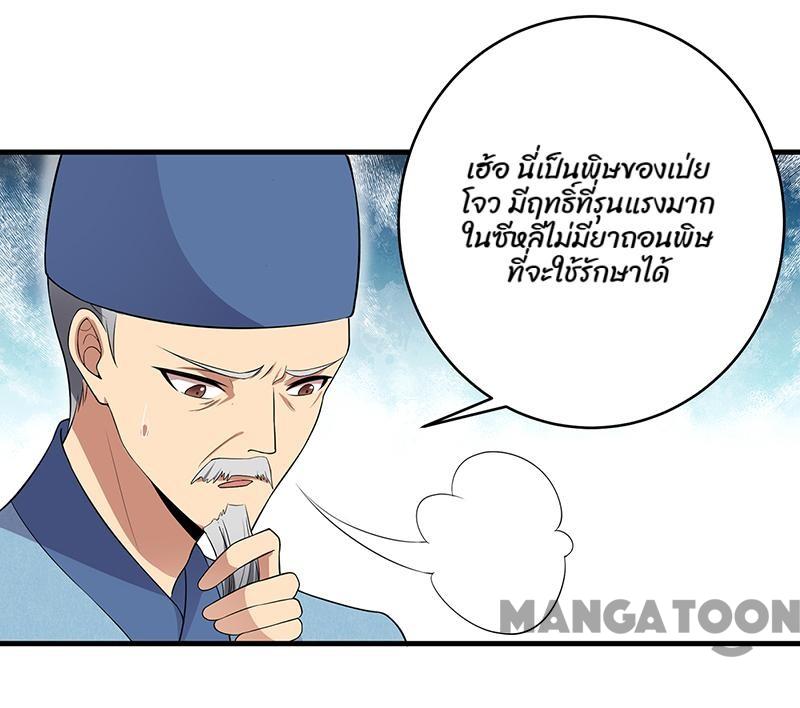 เฮ้อ นี่เป็นพิษของเป่ย
โจว มีฤทธิ์ที่รุนแรงมาก
ในซีหลีไม่มียาถอนพิษ
ที่จะใช้รักษาได้
MANGATOON